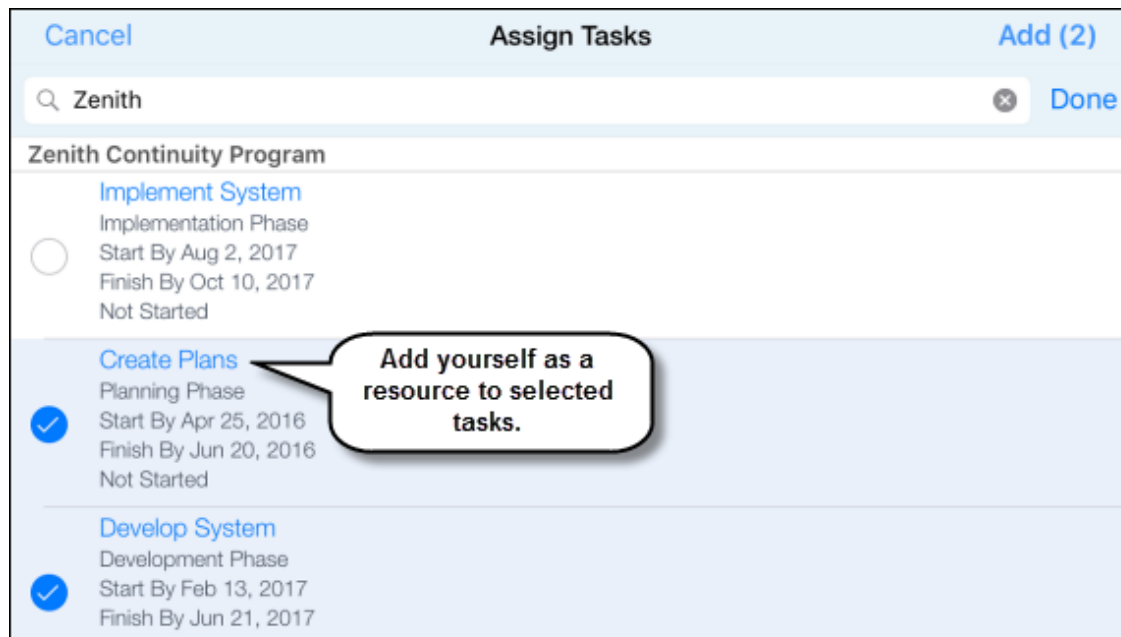 Cancel Assign Tasks Add (2)
Zenith Done
Zenith Continuity Program
Implement System
Implementation Phase
Start By Aug 2, 2017
Finish By Oct 10, 2017
Not Started
Create Plans
Planning Phase
Start By Apr 25, 2016
Finish By Jun 20, 2016
Not Started
Add yourself as a
resource to selected
tasks.
Develop System
Development Phase
Start By Feb 13, 2017
Finish By Jun 21, 2017